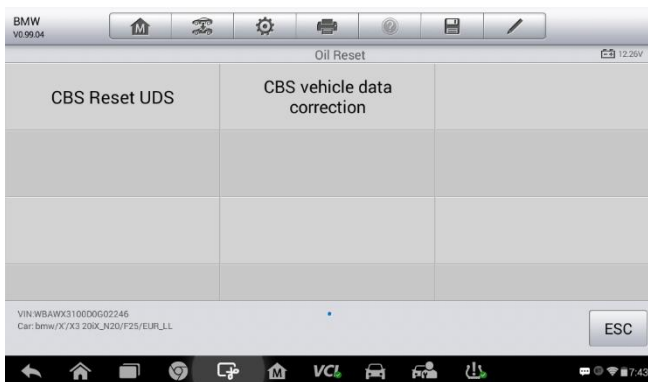 BMW
V0.99.04
M
?
Oil Reset
12.26V
CBS Reset UDS
CBS vehicle data
correction
VIN:WBAWX3100D0G02246
Car: bmw/X'/X3 20iX_N20/F25/EUR_LL
ESC
M
VCI
7:43